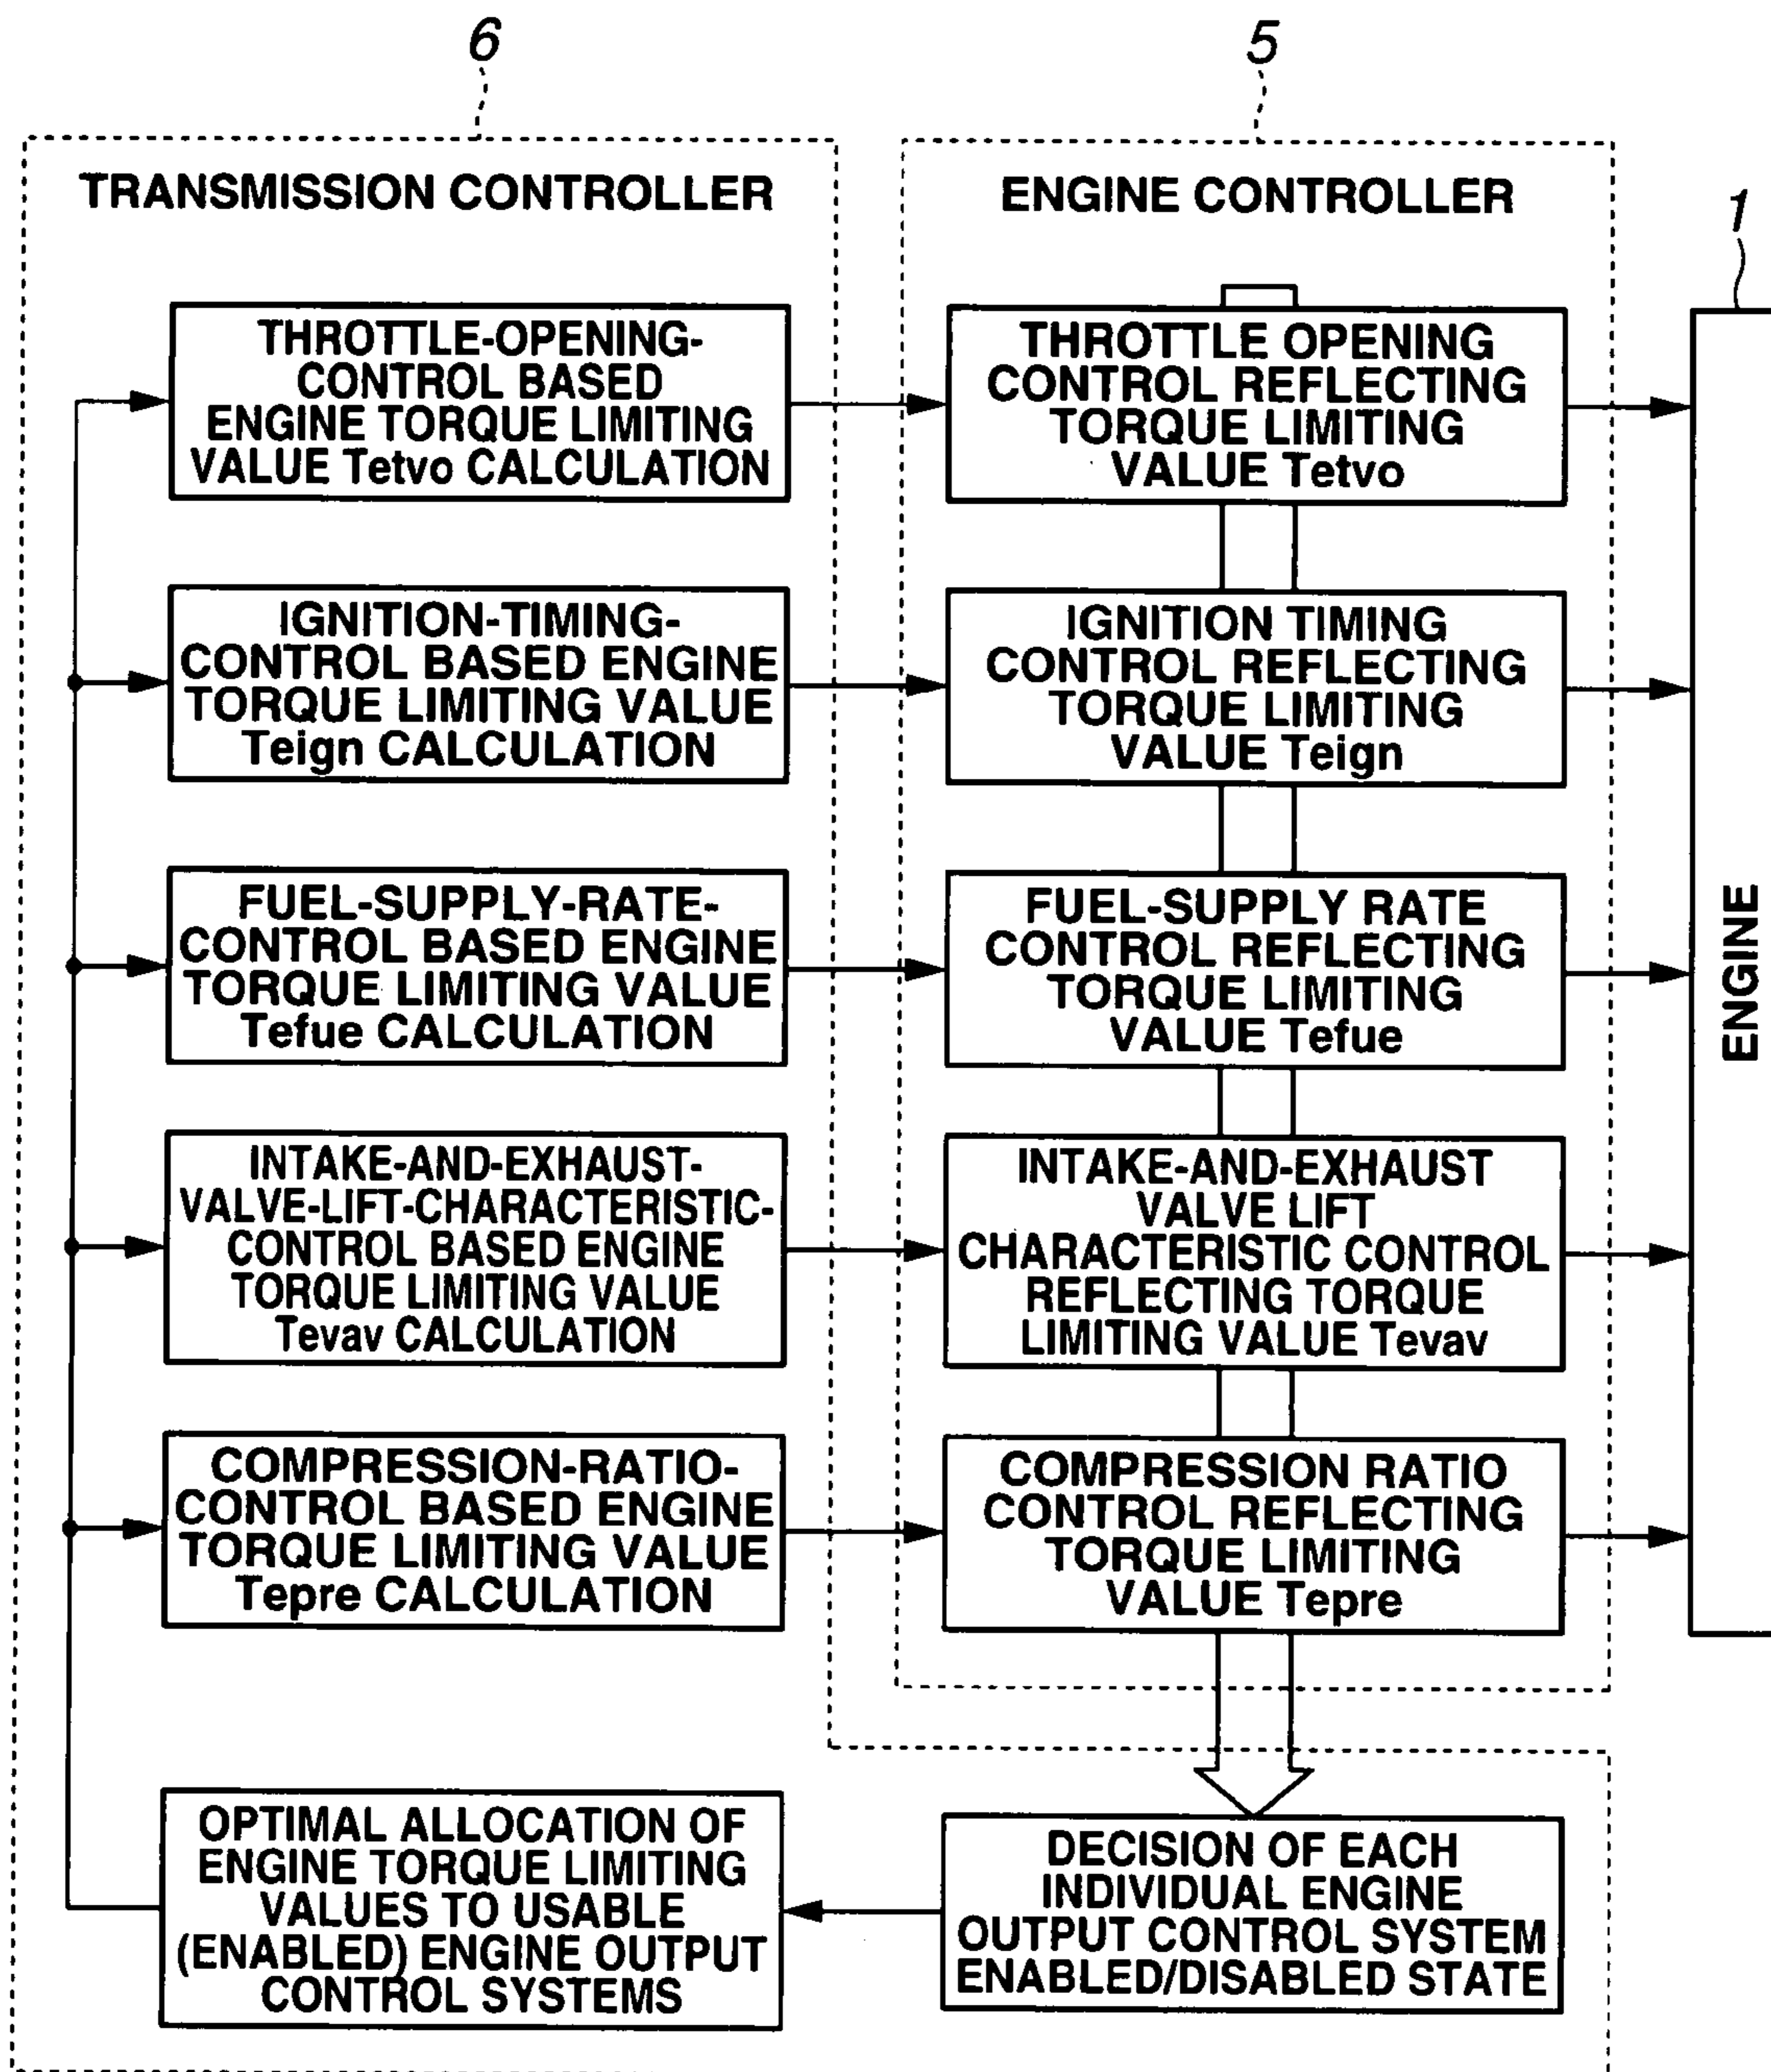 6
5
TRANSMISSION CONTROLLER
ENGINE CONTROLLER
1
THROTTLE-OPENING-
CONTROL BASED
ENGINE TORQUE LIMITING
VALUE Tetvo CALCULATION
THROTTLE OPENING
CONTROL REFLECTING
TORQUE LIMITING
VALUE Tetvo
IGNITION-TIMING-
CONTROL BASED ENGINE
TORQUE LIMITING VALUE
Teign CALCULATION
IGNITION TIMING
CONTROL REFLECTING
TORQUE LIMITING
VALUE Teign
FUEL-SUPPLY-RATE-
CONTROL BASED ENGINE
TORQUE LIMITING VALUE
Tefue CALCULATION
FUEL-SUPPLY RATE
CONTROL REFLECTING
TORQUE LIMITING
VALUE Tefue
ENGINE
INTAKE-AND-EXHAUST-
VALVE-LIFT-CHARACTERISTIC-
CONTROL BASED ENGINE
TORQUE LIMITING VALUE
Tevav CALCULATION
INTAKE-AND-EXHAUST
VALVE LIFT
CHARACTERISTIC CONTROL
REFLECTING TORQUE
LIMITING VALUE Tevav
COMPRESSION-RATIO-
CONTROL BASED ENGINE
TORQUE LIMITING VALUE
Tepre CALCULATION
COMPRESSION RATIO
CONTROL REFLECTING
TORQUE LIMITING
VALUE Tepre
OPTIMAL ALLOCATION OF
ENGINE TORQUE LIMITING
VALUES TO USABLE
(ENABLED) ENGINE OUTPUT
CONTROL SYSTEMS
DECISION OF EACH
INDIVIDUAL ENGINE
OUTPUT CONTROL SYSTEM
ENABLED/DISABLED STATE